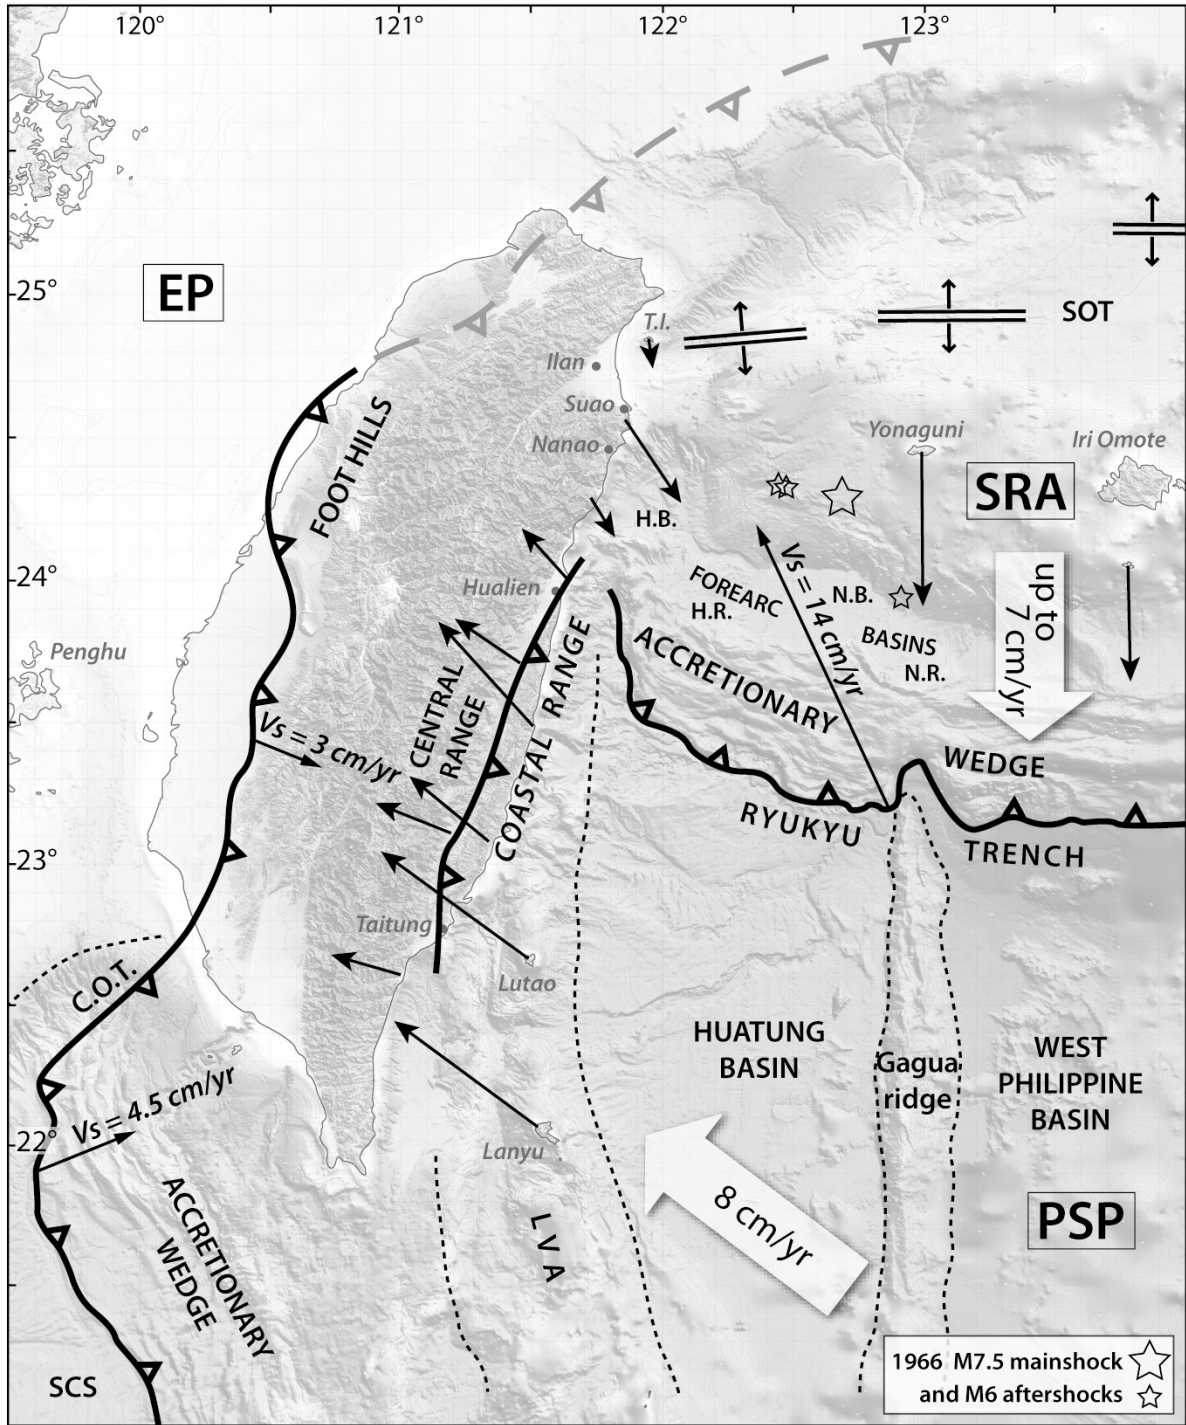 120°
121°
122°
123°
25°
24°
23°
22°
EP
T.I.
SOT
Ilan
Suao
Nanao
Yonaguni
Iri Omote
SRA
FOOT HILLS
H.B.
Hualien
FOREARC
H.R.
Vs = 14 cm/yr
N.B.
BASINS
N.R.
up to
7 cm/yr
Penghu
ACCRETIONARY
WEDGE
CENTRAL
RANGE
COASTAL RANGE
Vs = 3 cm/yr
RYUKYU
TRENCH
Taitung
Lutao
C.O.T.
HUATUNG
BASIN
Gagua
ridge
WEST
PHILIPPINE
BASIN
Vs = 4.5 cm/yr
Lanyu
ACCRETIONARY
WEDGE
LVA
8 cm/yr
PSP
SCS
1966 M7.5 mainshock
and M6 aftershocks